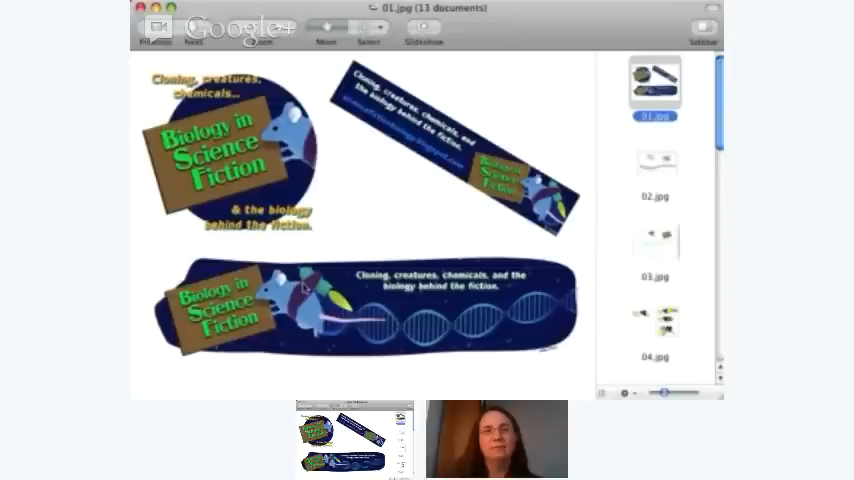 01.jpg (13 documents)
Google+
Previous Next Zoom Move Select Slideshow Sidebar
Cloning, creatures,
chemicals...
Biology in
Science
Fiction
& the biology
behind the fiction.
Cloning, creatures, chemicals, and
the biology behind the fiction.
Biology in
Science
Fiction
Cloning, creatures, chemicals, and the
biology behind the fiction.
Biology in
Science
Fiction
01.jpg
02.jpg
03.jpg
04.jpg